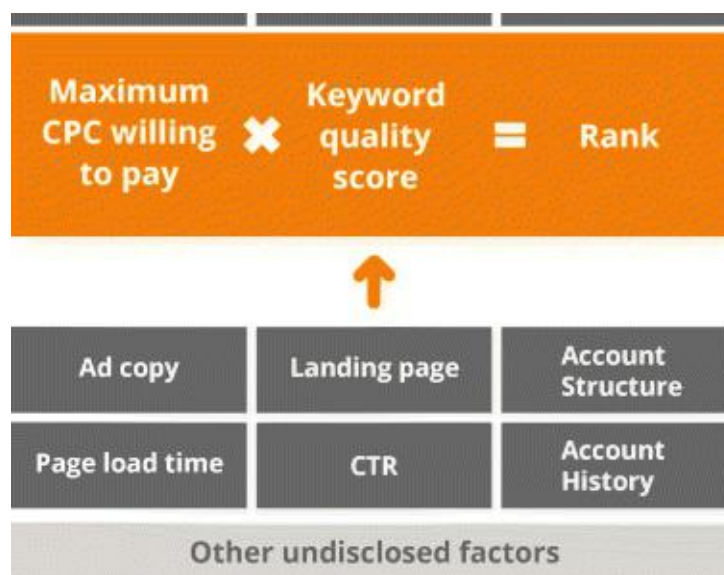 Maximum
CPC willing
to pay
✖
Keyword
quality
score
=
Rank
Ad copy
Landing page
Account
Structure
Page load time
CTR
Account
History
Other undisclosed factors